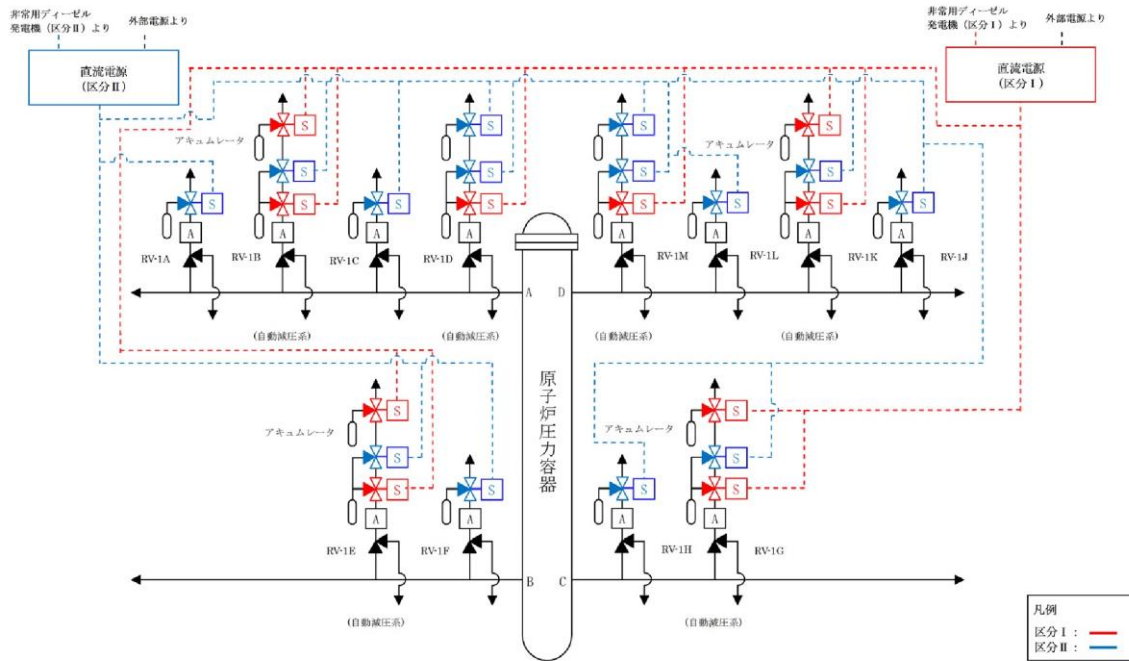 非常用ディーゼル
発電機(区分Ⅱ)より
外部電源より
直流電源
(区分Ⅱ)
非常用ディーゼル
発電機(区分Ⅰ)より
外部電源より
直流電源
(区分Ⅰ)
S
S
S
S
アキュムレータ
アキュムレータ
S
S
S
S
S
S
S
S
S
S
S
S
A
A
A
A
A
A
A
A
RV-1A
RV-1B
RV-1C
RV-1D
RV-1M
RV-1L
RV-1K
RV-1J
A
D
(自動減圧系)
(自動減圧系)
(自動減圧系)
(自動減圧系)
原子炉圧力容器
S
S
アキュムレータ
アキュムレータ
S
S
S
S
S
S
A
A
A
A
RV-1E
RV-1F
RV-1H
RV-1G
B
C
(自動減圧系)
(自動減圧系)
凡例
区分Ⅰ:
区分Ⅱ: